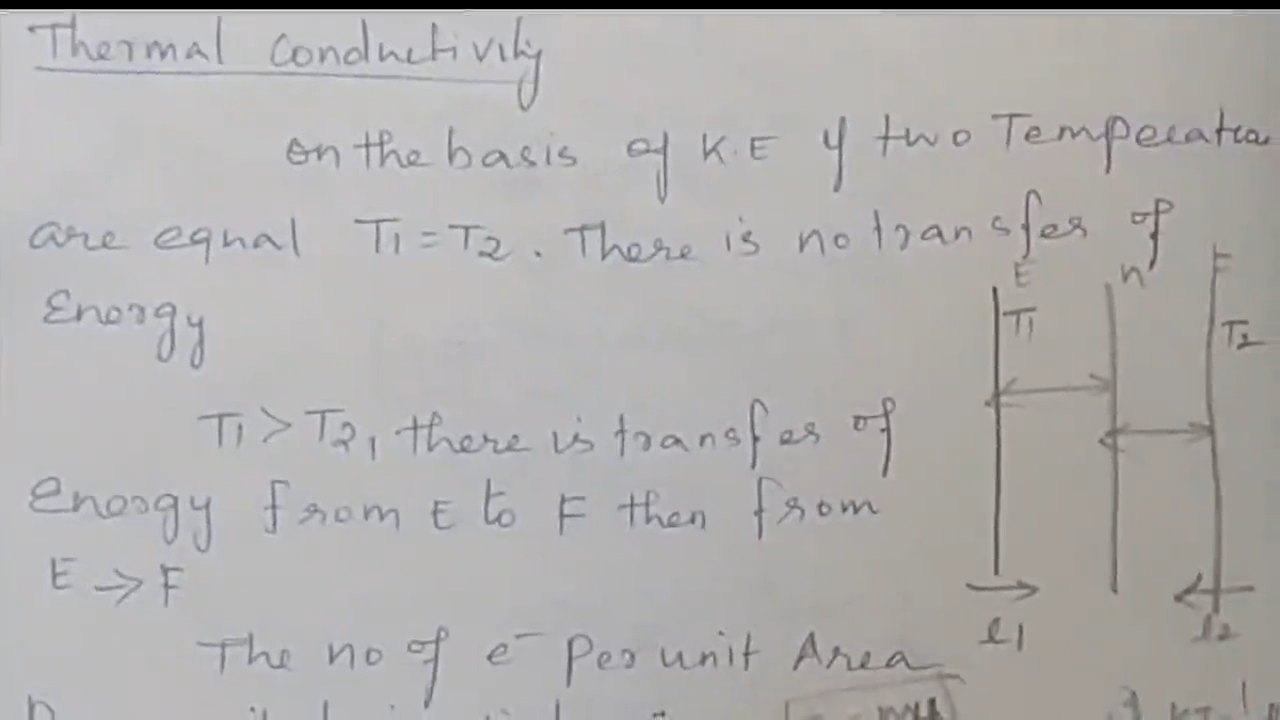 Thermal Conductivity
on the basis of K.E y two
are equal T1 = T2 . There is no transfer of
Energy
E n F
T1 T2
T1 > T2, there is transfer of
energy from E to F then from
E → F
l1 l2
The no of e⁻ Per unit Area